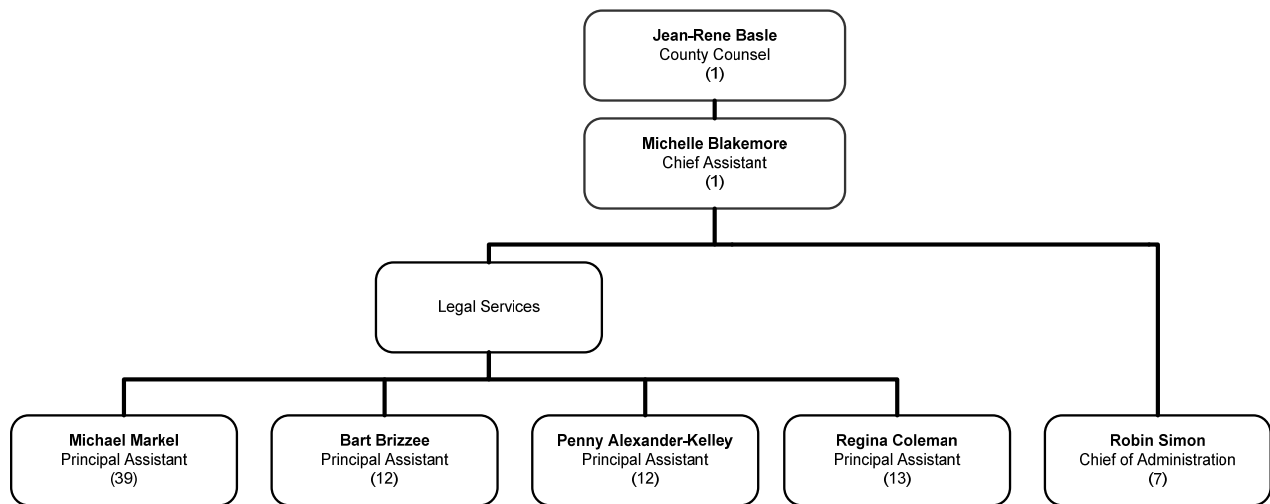 Jean-Rene Basle
County Counsel
(1)
Michelle Blakemore
Chief Assistant
(1)
Legal Services
Michael Markel
Principal Assistant
(39)
Bart Brizzee
Principal Assistant
(12)
Penny Alexander-Kelley
Principal Assistant
(12)
Regina Coleman
Principal Assistant
(13)
Robin Simon
Chief of Administration
(7)